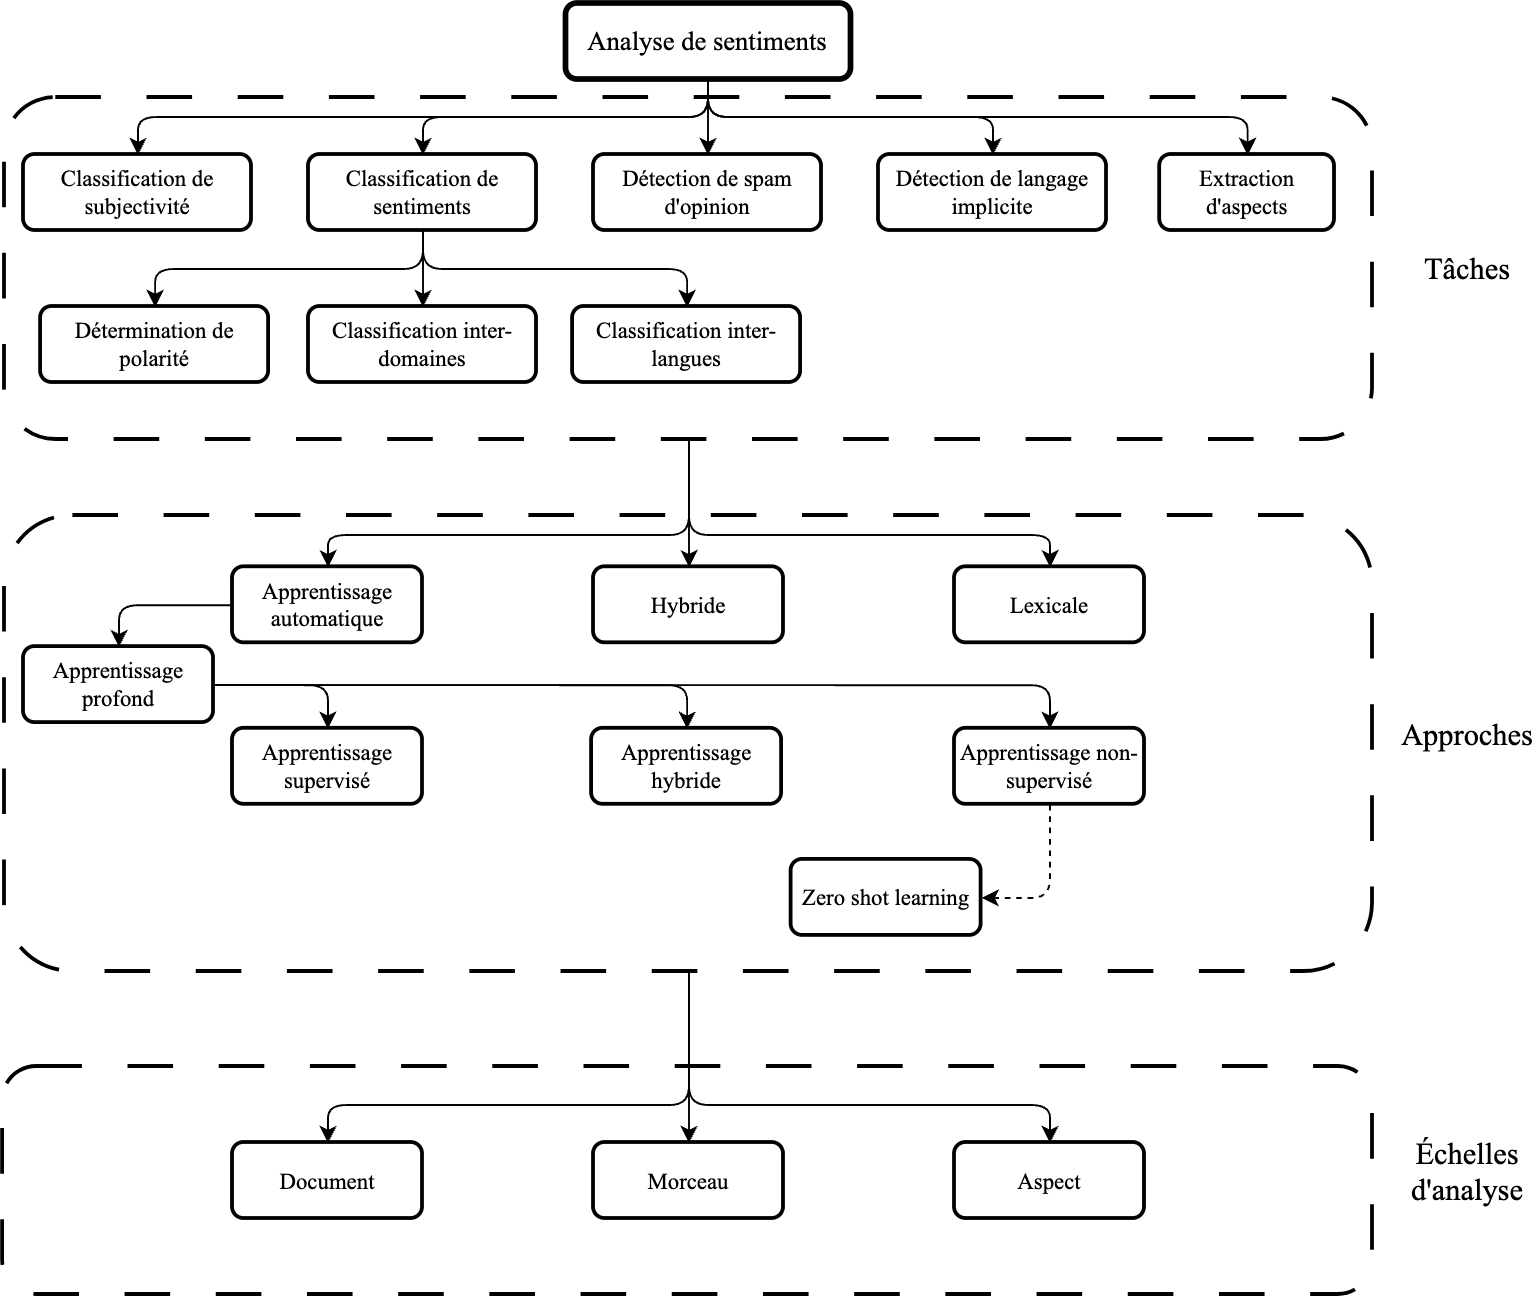 Analyse de sentiments
Classification de
subjectivité
Classification de
sentiments
Détection de spam
d'opinion
Détection de langage
implicite
Extraction
d'aspects
Tâches
Détermination de
polarité
Classification inter-
domaines
Classification inter-
langues
Apprentissage
automatique
Hybride
Lexicale
Apprentissage
profond
Approches
Apprentissage
supervisé
Apprentissage
hybride
Apprentissage non-
supervisé
Zero shot learning
Échelles
d'analyse
Document
Morceau
Aspect